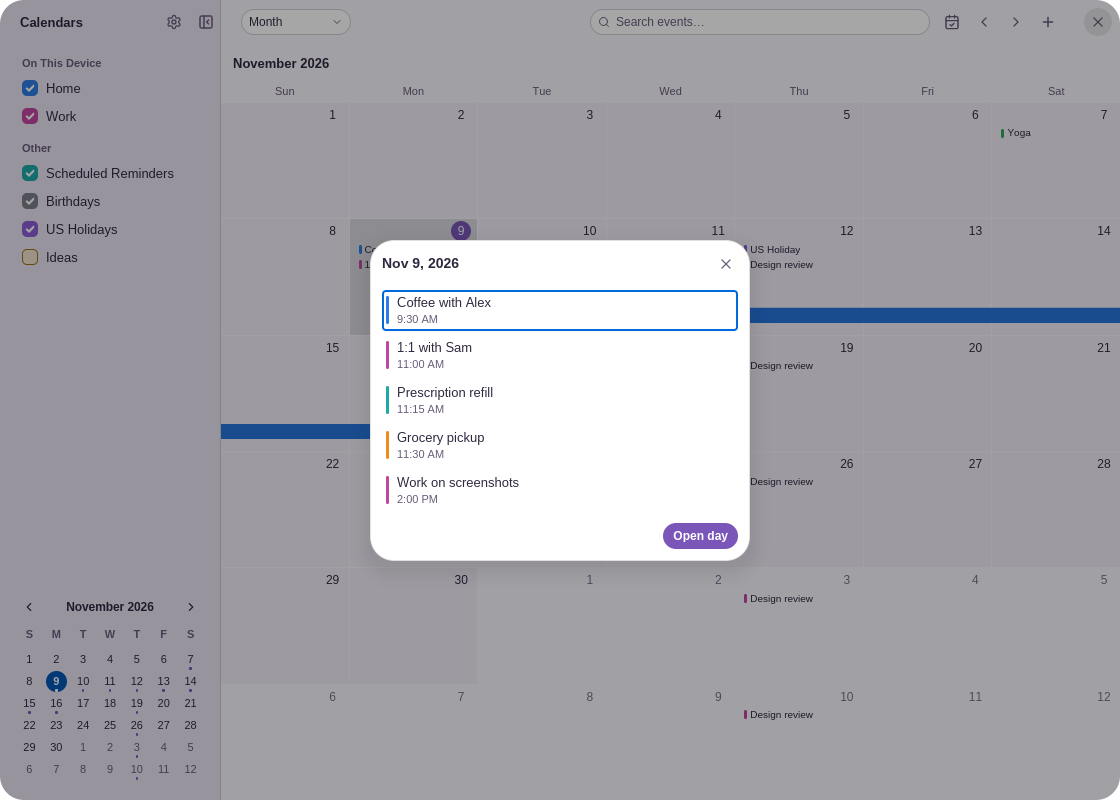 Calendars
Month
Search events…
On This Device
Home
Work
Other
Scheduled Reminders
Birthdays
US Holidays
Ideas
November 2026
Sun Mon Tue Wed Thu Fri Sat
1 2 3 4 5 6 7
Yoga
8 9 10 11 12 13 14
US Holiday
Design review
15 19 20 21
Design review
22 26 27 28
Design review
29 30 1 2 3 4 5
Design review
6 7 8 9 10 11 12
Design review
Nov 9, 2026
Coffee with Alex
9:30 AM
1:1 with Sam
11:00 AM
Prescription refill
11:15 AM
Grocery pickup
11:30 AM
Work on screenshots
2:00 PM
Open day
November 2026
S M T W T F S
1 2 3 4 5 6 7
8 9 10 11 12 13 14
15 16 17 18 19 20 21
22 23 24 25 26 27 28
29 30 1 2 3 4 5
6 7 8 9 10 11 12